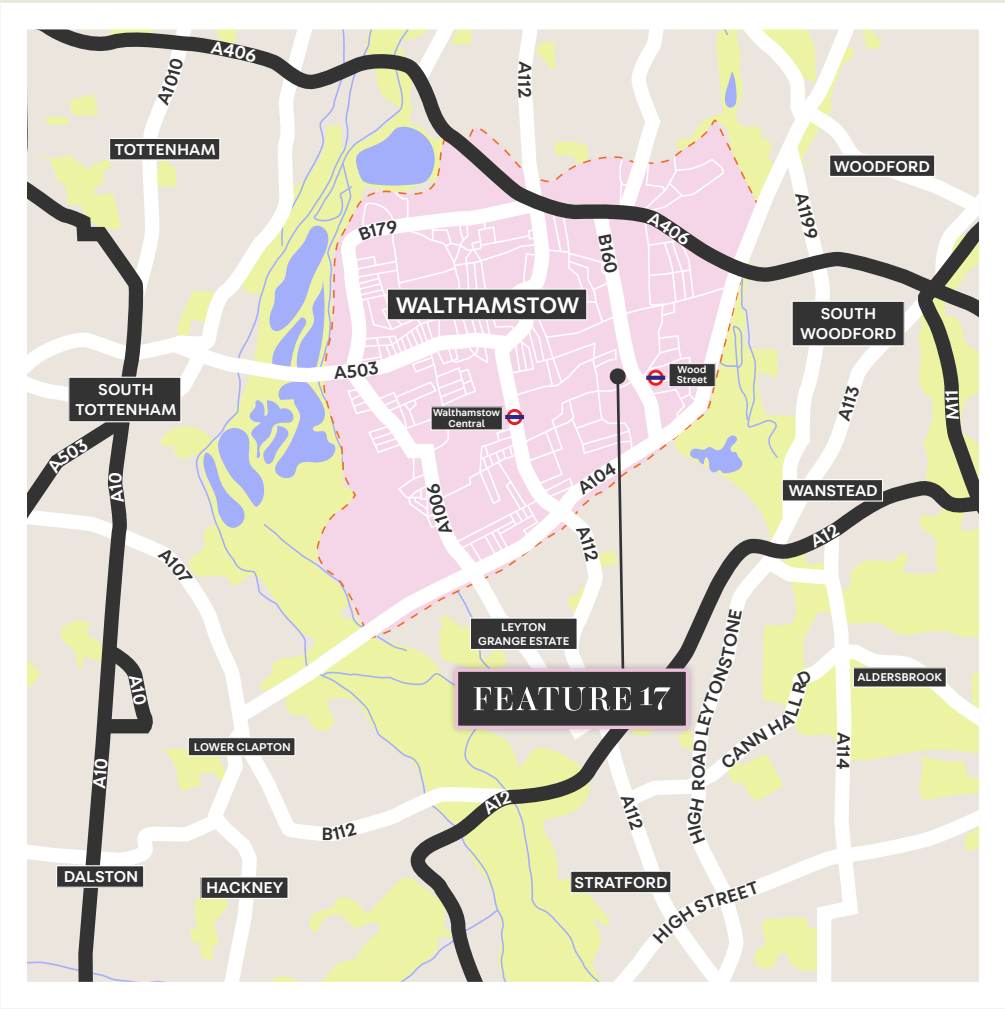 A406
A1010
A112
TOTTENHAM
WOODFORD
A1199
B179
B160
A406
WALTHAMSTOW
SOUTH
WOODFORD
A503
Wood
Street
SOUTH
TOTTENHAM
A113
M11
Walthamstow
Central
A503
A10
A104
WANSTEAD
A1006
A12
A112
A107
LEYTON
GRANGE ESTATE
HIGH ROAD LEYTONSTONE
A10
FEATURE 17
CANN HALL RD
ALDERSBROOK
LOWER CLAPTON
A114
A10
A12
A112
B112
DALSTON
HACKNEY
STRATFORD
HIGH STREET